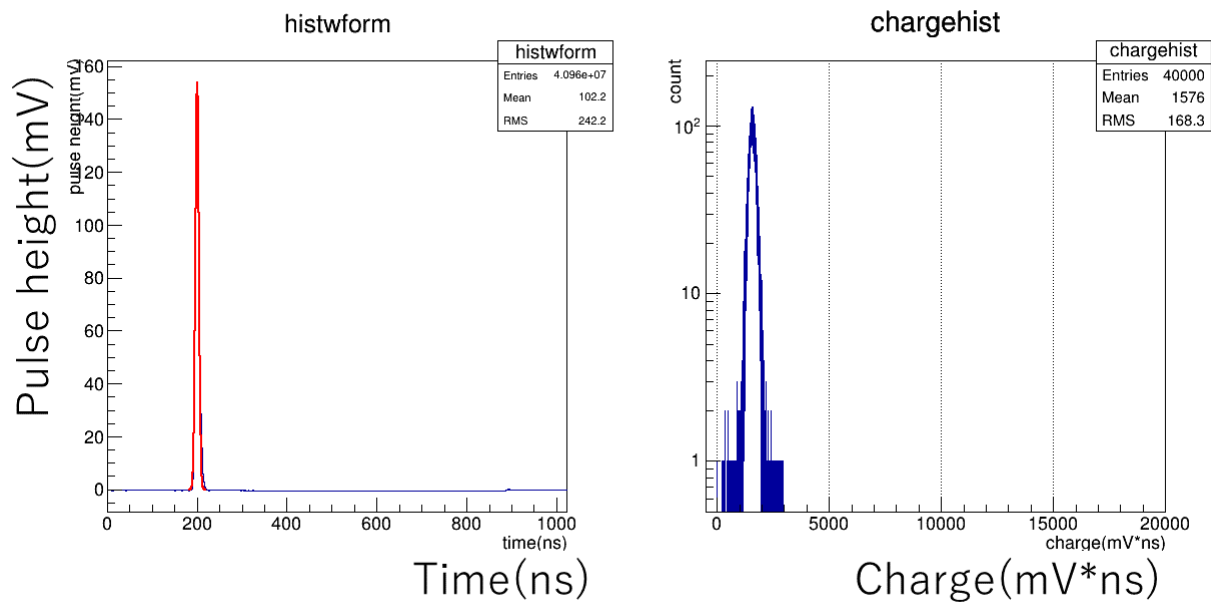 histwform
histwform
Entries 4.096e+07
Mean 102.2
RMS 242.2
pulse height(mV)
Pulse height(mV)
160
140
120
100
80
60
40
20
0
0 200 400 600 800 1000
time(ns)
Time(ns)
chargehist
chargehist
Entries 40000
Mean 1576
RMS 168.3
count
10²
10
1
0 5000 10000 15000 20000
charge(mV*ns)
Charge(mV*ns)